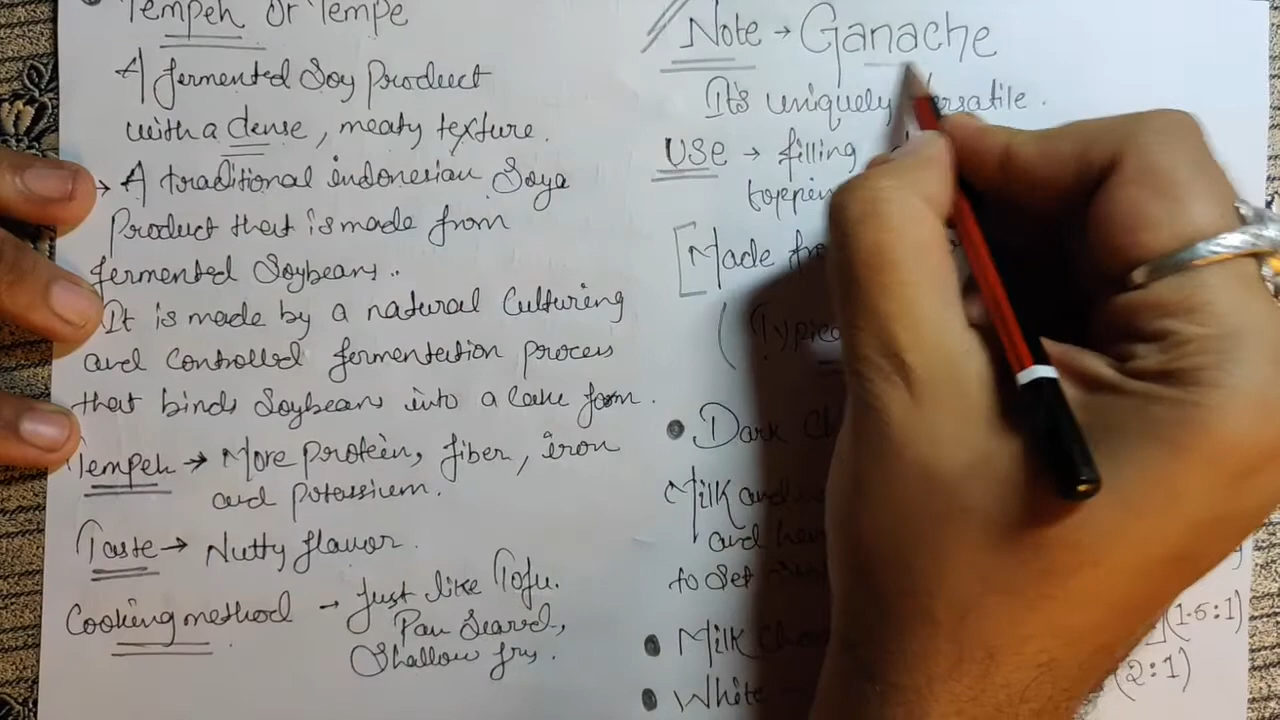 Tempeh or Tempe
A fermented Soy Product
with a dense, meaty texture.
→ A traditional indonesian Soya
Product that is made from
fermented Soybeans..
It is made by a natural Culturing
and controlled fermentation process
that binds Soybeans into a cake form.
Tempeh → More protein, fiber, iron
and potassium.
Taste → Nutty flavor.
Cooking method → Just like Tofu.
Pan Seared,
Shallow fry.
Note → Ganache
It's uniquely
USE → filling
[Made
(
• Dark
Milk and
and
to Set
(1.5:1)
• Milk
(2:1)
• White